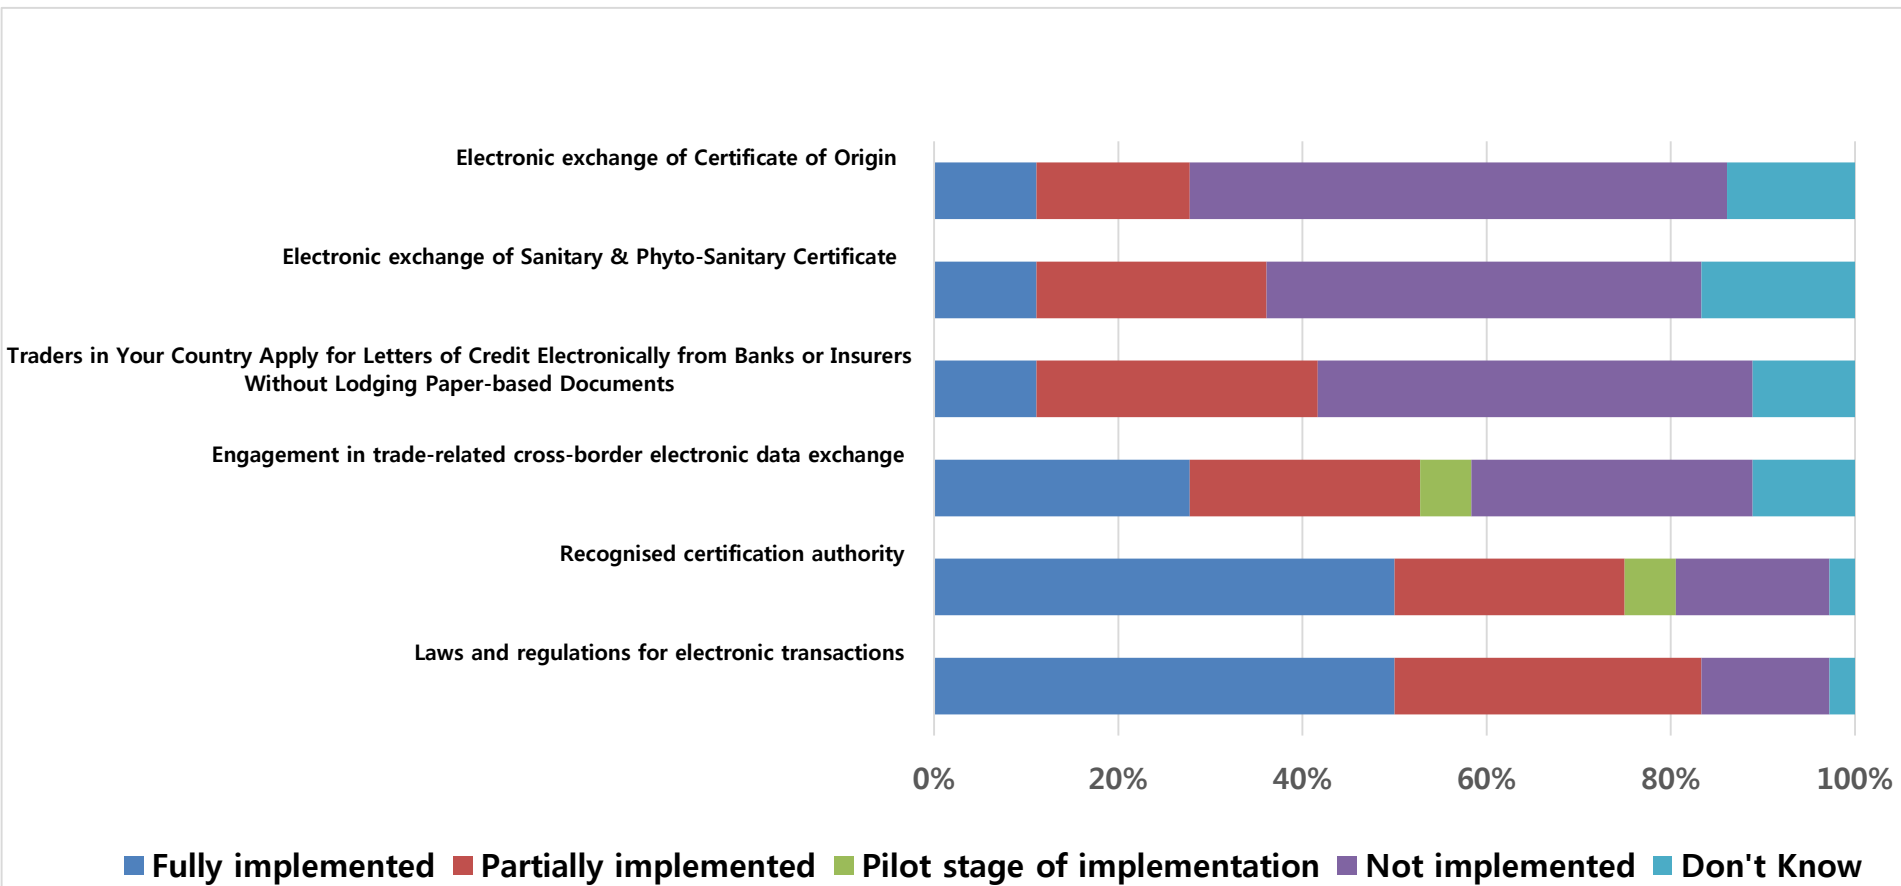 Electronic exchange of Certificate of Origin
Electronic exchange of Sanitary & Phyto-Sanitary Certificate
Traders in Your Country Apply for Letters of Credit Electronically from Banks or Insurers
Without Lodging Paper-based Documents
Engagement in trade-related cross-border electronic data exchange
Recognised certification authority
Laws and regulations for electronic transactions
0% 20% 40% 60% 80% 100%
Fully implemented Partially implemented Pilot stage of implementation Not implemented Don't Know